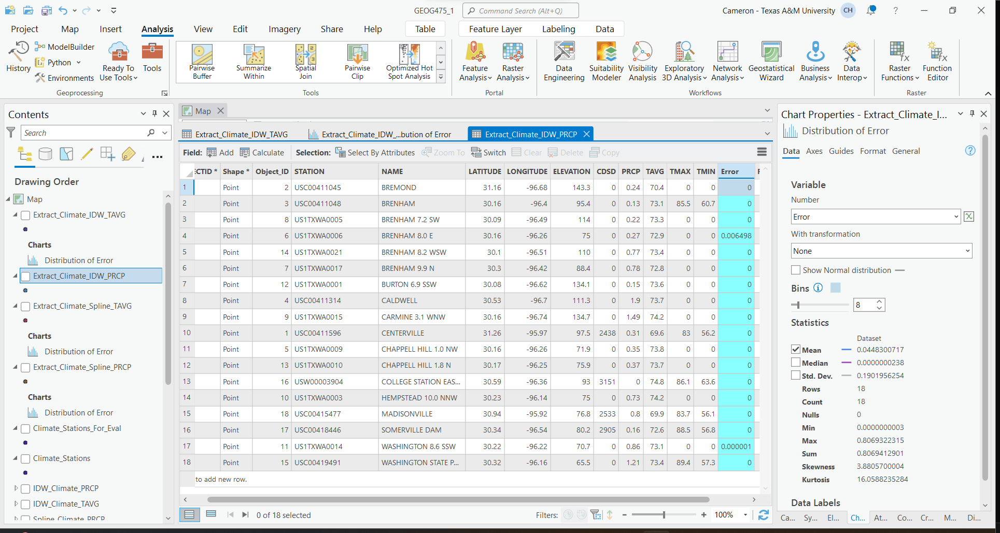 GEOG475_1
Command Search (Alt+Q)
Cameron - Texas A&M University
CH
?
Project
Map
Insert
Analysis
View
Edit
Imagery
Share
Help
Table
Feature Layer
Labeling
Data
History
ModelBuilder
Python
Environments
Ready To
Use Tools
Tools
Geoprocessing
Pairwise
Buffer
Summarize
Within
Spatial
Join
Pairwise
Clip
Optimized Hot
Spot Analysis
Tools
Feature
Analysis
Raster
Analysis
Portal
Data
Engineering
Suitability
Modeler
Visibility
Analysis
Exploratory
3D Analysis
Network
Analysis
Geostatistical
Wizard
Business
Analysis
Data
Interop
Workflows
Raster
Functions
Function
Editor
Raster
Contents
Search
Drawing Order
Map
Extract_Climate_IDW_TAVG
Charts
Distribution of Error
Extract_Climate_IDW_PRCP
Extract_Climate_Spline_TAVG
Charts
Distribution of Error
Extract_Climate_Spline_PRCP
Charts
Distribution of Error
Climate_Stations_For_Eval
Climate_Stations
IDW_Climate_PRCP
IDW_Climate_TAVG
Spline_Climate_PRCP
Map
Extract_Climate_IDW_TAVG
Extract_Climate_IDW_...bution of Error
Extract_Climate_IDW_PRCP
Field: Add Calculate Selection: Select By Attributes Zoom To Switch Clear Delete Copy
ECTID * Shape * Object_ID STATION NAME LATITUDE LONGITUDE ELEVATION CDSD PRCP TAVG TMAX TMIN Error F
1 Point 2 USC00411045 BREMOND 31.16 -96.68 143.3 0 0.24 70.4 0 0 0
2 Point 3 USC00411048 BRENHAM 30.16 -96.4 95.4 0 0.13 73.1 85.5 60.7 0
3 Point 8 US1TXWA0005 BRENHAM 7.2 SW 30.09 -96.49 114 0 0.22 73.3 0 0 0
4 Point 6 US1TXWA0006 BRENHAM 8.0 E 30.16 -96.26 75 0 0.27 72.9 0 0 0.006498
5 Point 14 US1TXWA0021 BRENHAM 8.2 WSW 30.1 -96.51 110 0 0.77 73.4 0 0 0
6 Point 7 US1TXWA0017 BRENHAM 9.9 N 30.3 -96.42 88.4 0 0.78 72.8 0 0 0
7 Point 12 US1TXWA0001 BURTON 6.9 SSW 30.08 -96.62 134.1 0 0.15 73.6 0 0 0
8 Point 4 USC00411314 CALDWELL 30.53 -96.7 111.3 0 1.9 73.7 0 0 0
9 Point 9 US1TXWA0015 CARMINE 3.1 WNW 30.16 -96.74 134.7 0 1.49 74.2 0 0 0
10 Point 1 USC00411596 CENTERVILLE 31.26 -95.97 97.5 2438 0.31 69.6 83 56.2 0
11 Point 5 US1TXWA0009 CHAPPELL HILL 1.0 NW 30.16 -96.26 71.9 0 0.35 73.8 0 0 0
12 Point 13 US1TXWA0010 CHAPPELL HILL 1.8 N 30.17 -96.25 75.9 0 0.37 73.7 0 0 0
13 Point 16 USW00003904 COLLEGE STATION EAS... 30.59 -96.36 93 3151 0 74.8 86.1 63.6 0
14 Point 10 US1TXWA0003 HEMPSTEAD 10.0 NNW 30.23 -96.14 75 0 0.73 74.2 0 0 0
15 Point 18 USC00415477 MADISONVILLE 30.94 -95.92 76.8 2533 0.8 69.9 83.7 56.1 0
16 Point 17 USC00418446 SOMERVILLE DAM 30.34 -96.54 80.2 2905 0.16 72.6 88.5 56.8 0
17 Point 11 US1TXWA0014 WASHINGTON 8.6 SSW 30.22 -96.22 70.7 0 0.86 73.1 0 0 0.000001
18 Point 15 USC00419491 WASHINGTON STATE P... 30.32 -96.16 65.5 0 1.21 73.4 89.4 57.3 0
to add new row.
0 of 18 selected
Filters:
100%
Chart Properties - Extract_Climate_I...
Distribution of Error
Data Axes Guides Format General
?
Variable
Number
Error
With transformation
None
Show Normal distribution
Bins
8
Statistics
Dataset
Mean 0.0448300717
Median 0.0000000238
Std. Dev. 0.1901956254
Rows 18
Count 18
Nulls 0
Min 0.0000000003
Max 0.8069322315
Sum 0.8069412901
Skewness 3.8805700004
Kurtosis 16.0588235284
Data Labels
Ca... Sy... El... Ch... At... Co... Cr... M... Di...